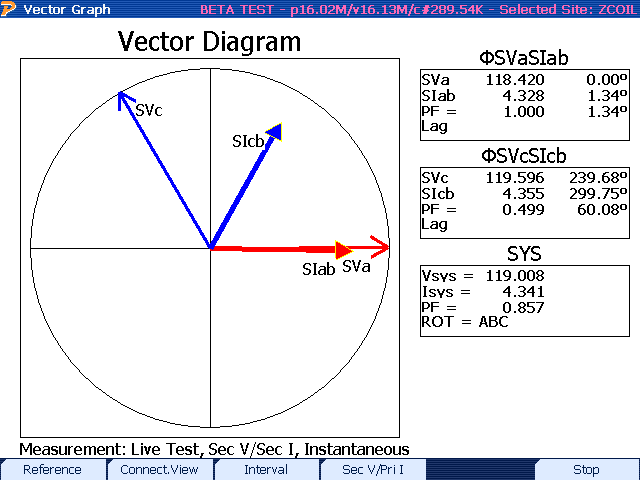 Vector Graph
BETA TEST - p16.02M/v16.13M/c#289.54K - Selected Site: ZCOIL
Vector Diagram
SVc
SIcb
SIab
SVa
ΦSVaSIab
SVa 118.420 0.00º
SIab 4.328 1.34º
PF = 1.000 1.34º
Lag
ΦSVcSIcb
SVc 119.596 239.68º
SIcb 4.355 299.75º
PF = 0.499 60.08º
Lag
SYS
Vsys = 119.008
Isys = 4.341
PF = 0.857
ROT = ABC
Measurement: Live Test, Sec V/Sec I, Instantaneous
Reference
Connect.View
Interval
Sec V/Pri I
Stop